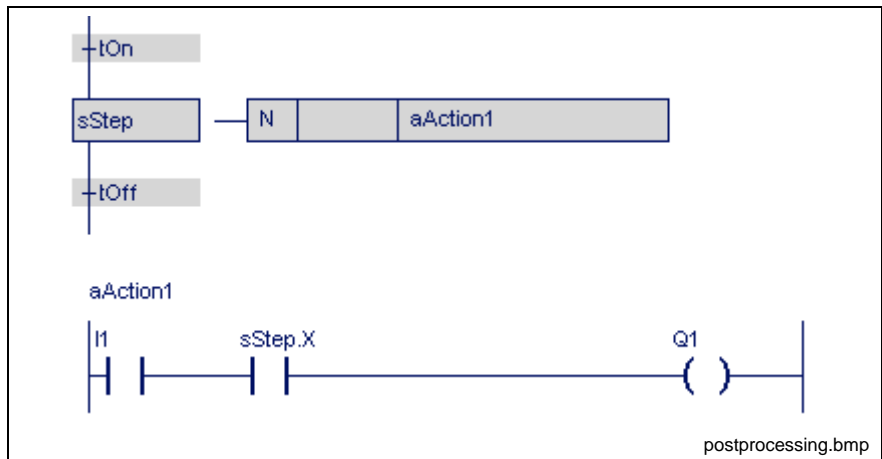 tOn
sStep N aAction1
tOff
aAction1
I1 sStep.X Q1
postprocessing.bmp